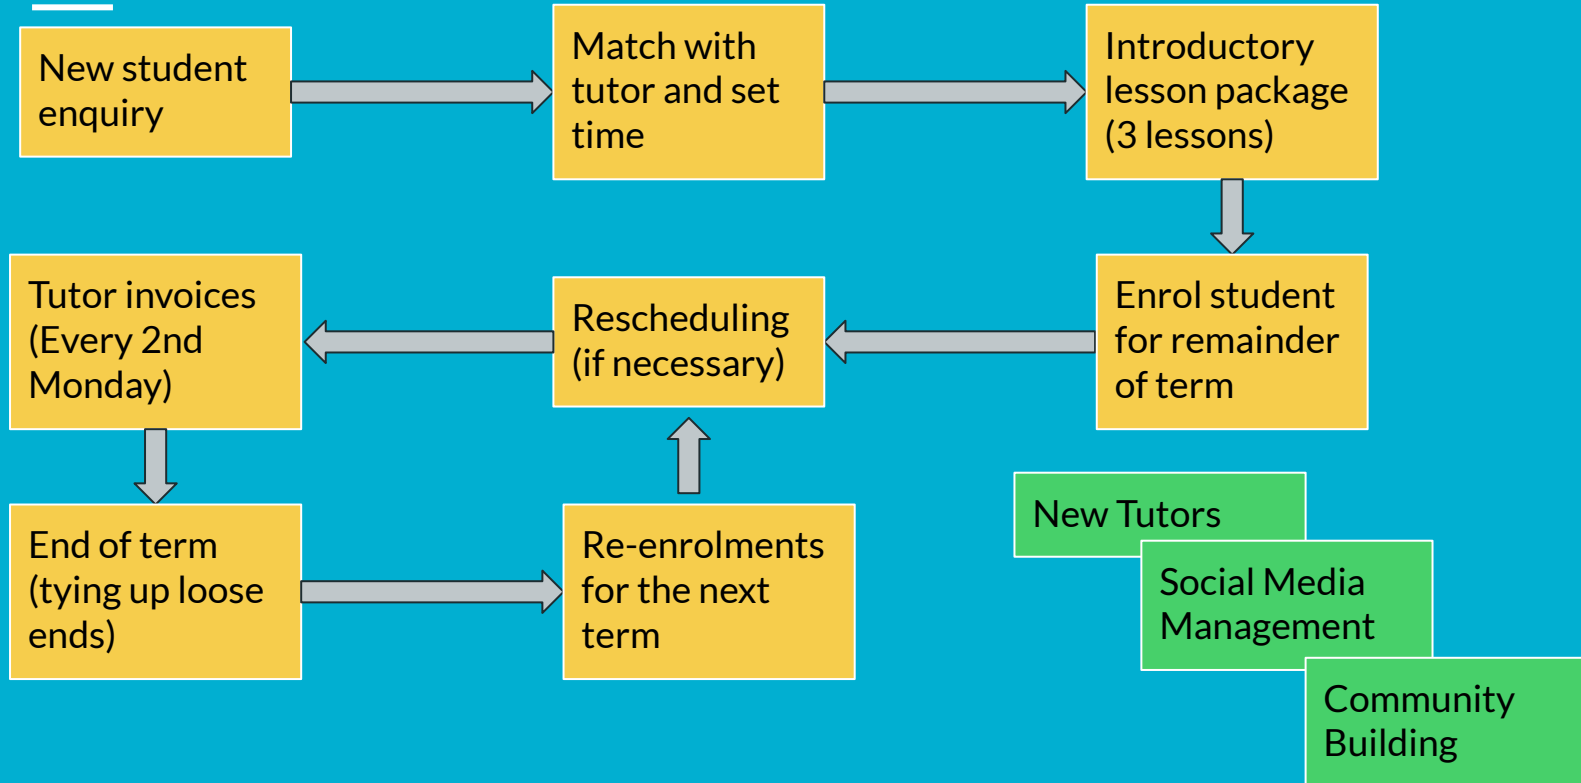 New student
enquiry
Match with
tutor and set
time
Introductory
lesson package
(3 lessons)
Enrol student
for remainder
of term
Rescheduling
(if necessary)
Tutor invoices
(Every 2nd
Monday)
End of term
(tying up loose
ends)
Re-enrolments
for the next
term
New Tutors
Social Media
Management
Community
Building